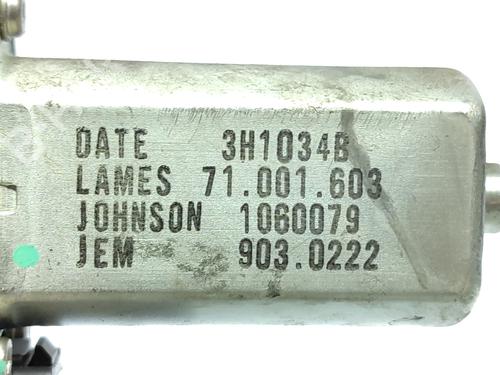 DATE 3H1034B
LAMES 71.001.603
JOHNSON 1060079
JEM 903.0222